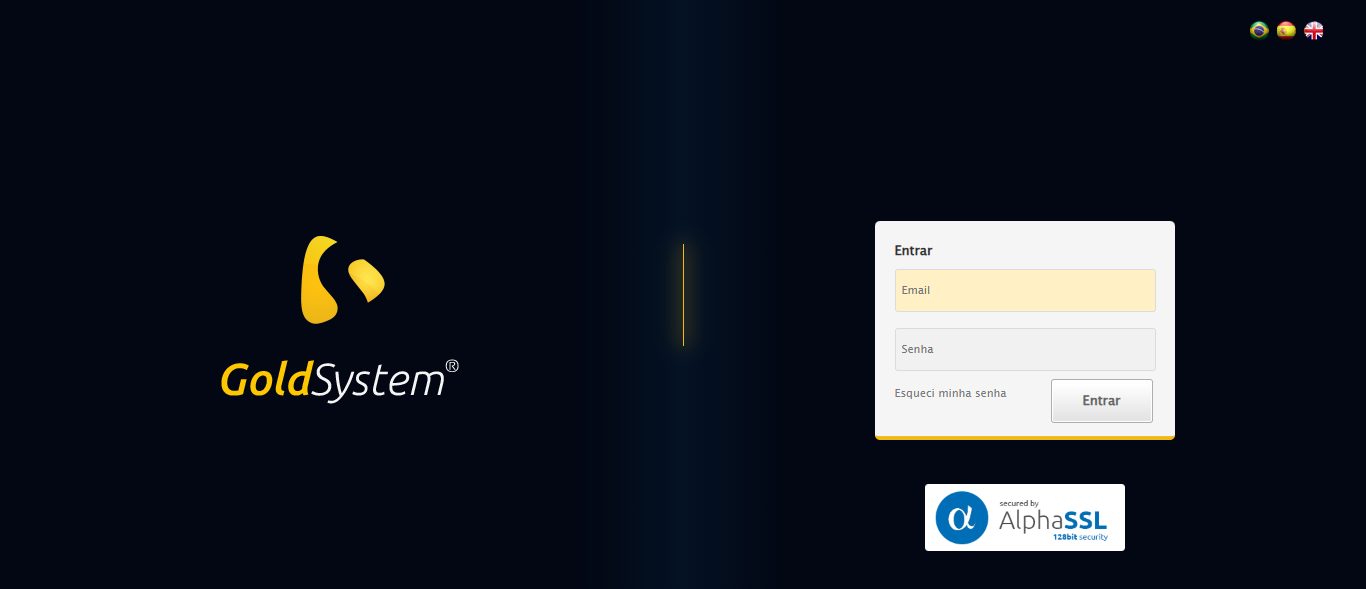 GoldSystem®
Entrar
Email
Senha
Esqueci minha senha
Entrar
α
secured by
AlphaSSL
128bit security